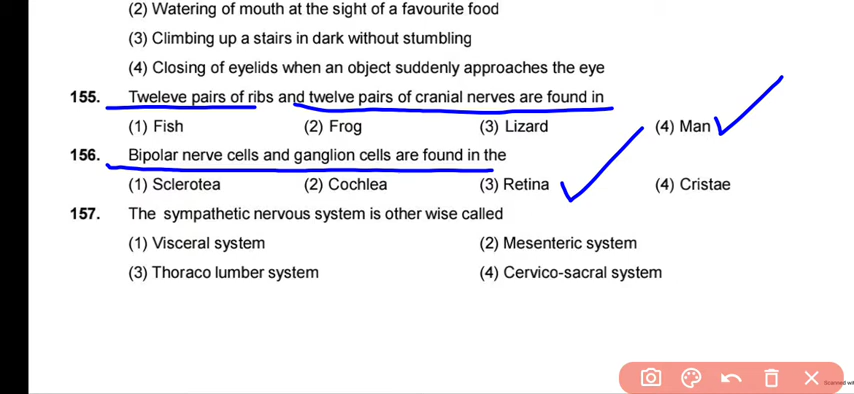 (2) Watering of mouth at the sight of a favourite food
(3) Climbing up a stairs in dark without stumbling
(4) Closing of eyelids when an object suddenly approaches the eye
155. Tweleve pairs of ribs and twelve pairs of cranial nerves are found in
(1) Fish (2) Frog (3) Lizard (4) Man
156. Bipolar nerve cells and ganglion cells are found in the
(1) Sclerotea (2) Cochlea (3) Retina (4) Cristae
157. The sympathetic nervous system is other wise called
(1) Visceral system (2) Mesenteric system
(3) Thoraco lumber system (4) Cervico-sacral system
Scanned wit